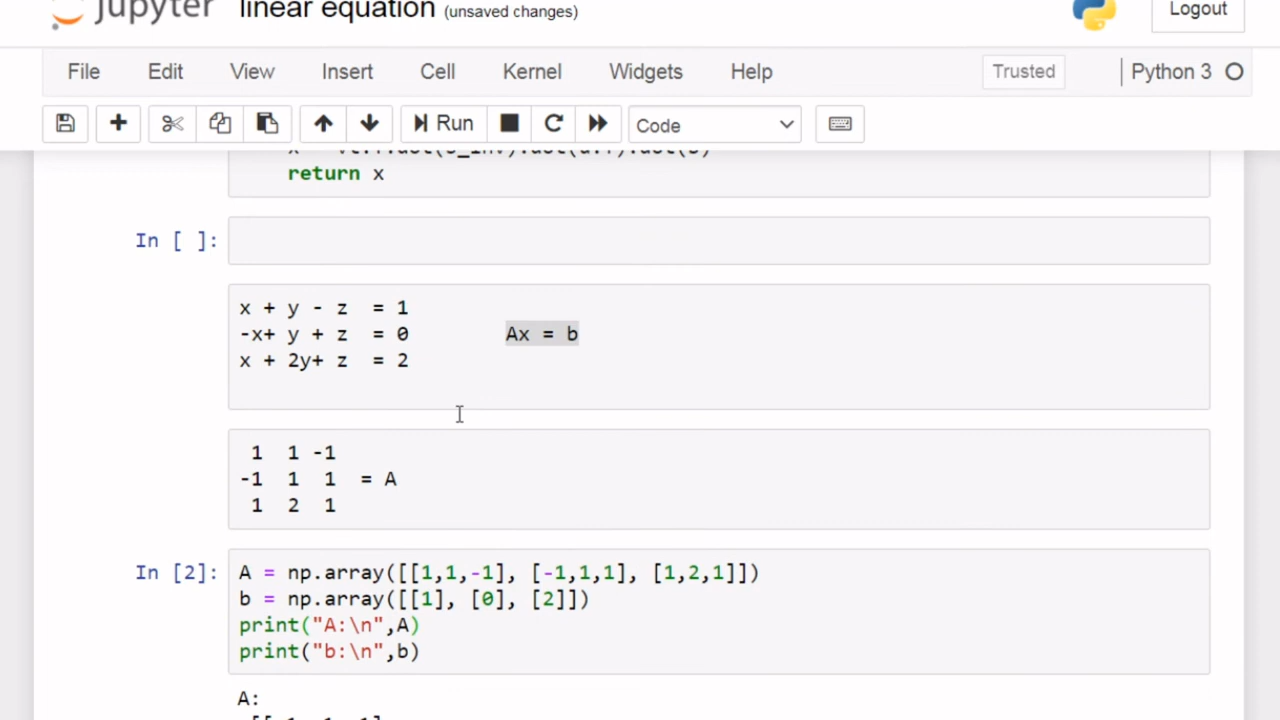 jupyter linear equation (unsaved changes) Logout
File Edit View Insert Cell Kernel Widgets Help Trusted | Python 3
Run Code
return x
In [ ]:
x + y - z = 1
-x+ y + z = 0 Ax = b
x + 2y+ z = 2
1 1 -1
-1 1 1 = A
1 2 1
In [2]: A = np.array([[1,1,-1], [-1,1,1], [1,2,1]])
b = np.array([[1], [0], [2]])
print("A:\n",A)
print("b:\n",b)
A: